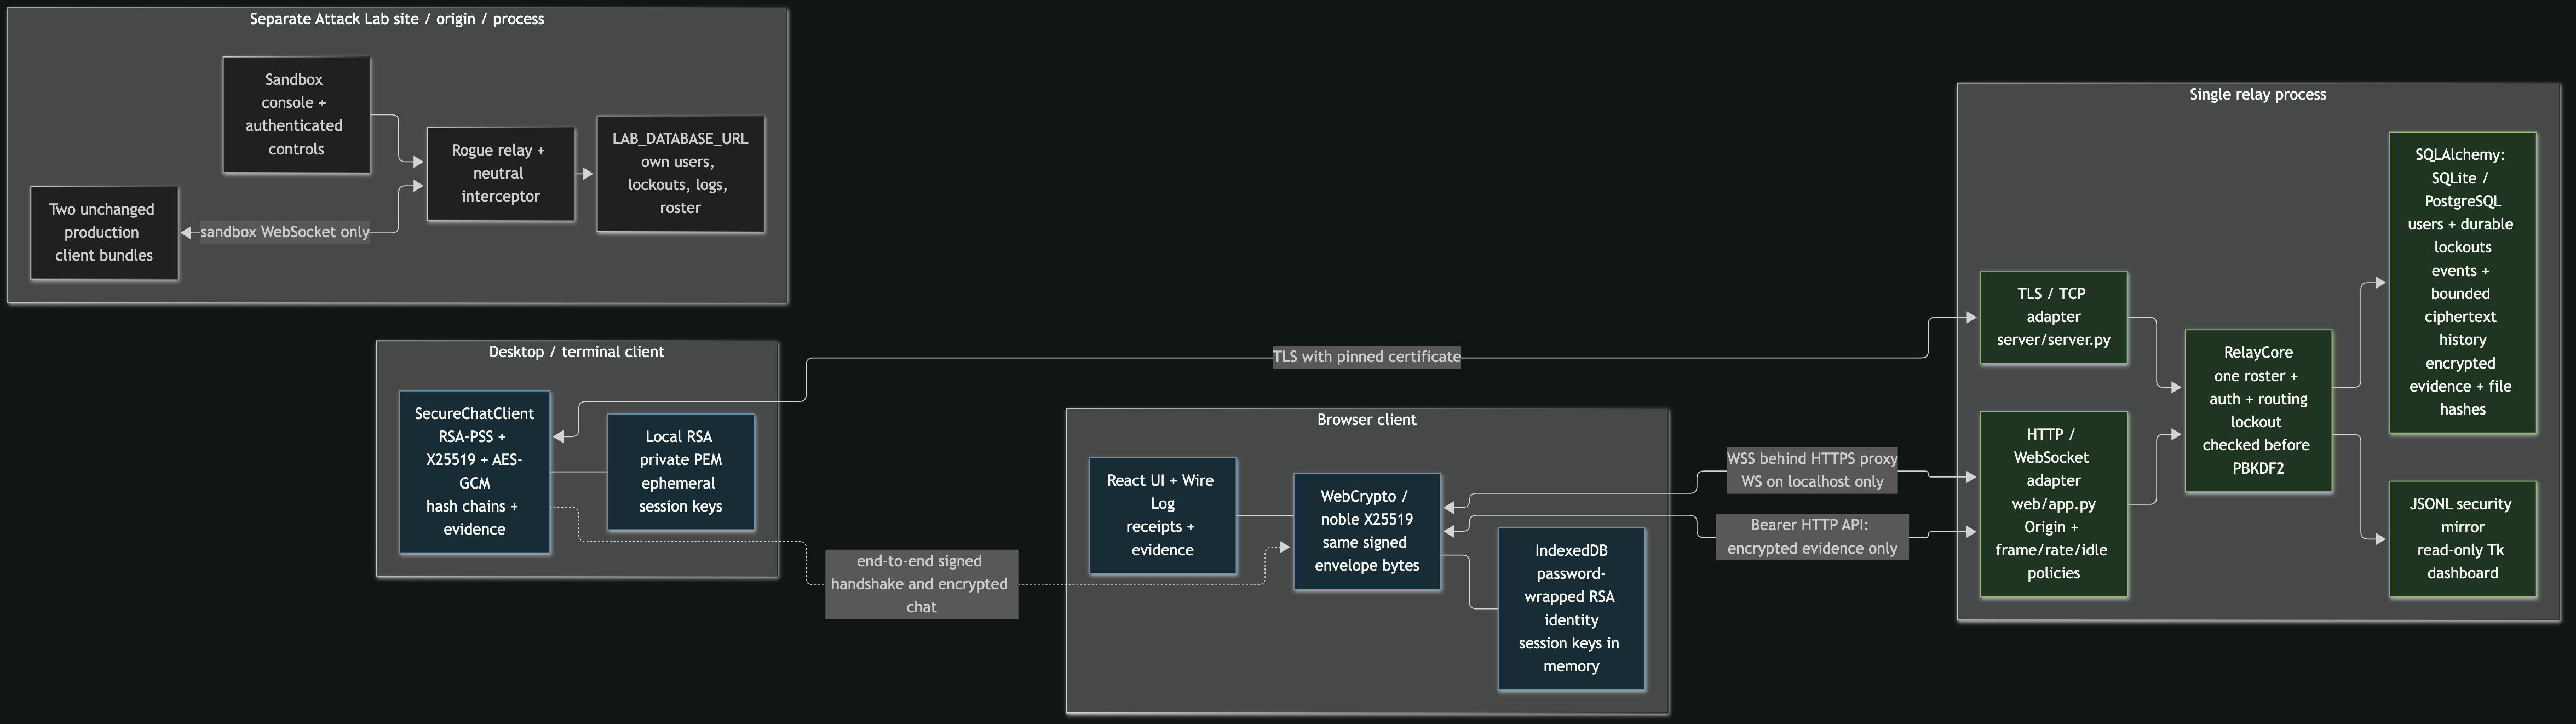 Separate Attack Lab site / origin / process
Sandbox
console +
authenticated
controls
Rogue relay +
neutral
interceptor
LAB_DATABASE_URL
own users,
lockouts, logs,
roster
Two unchanged
production
client bundles
sandbox WebSocket only
Desktop / terminal client
SecureChatClient
RSA-PSS +
X25519 + AES-
GCM
hash chains +
evidence
Local RSA
private PEM
ephemeral
session keys
TLS with pinned certificate
end-to-end signed
handshake and encrypted
chat
Browser client
React UI + Wire
Log
receipts +
evidence
WebCrypto /
noble X25519
same signed
envelope bytes
IndexedDB
password-
wrapped RSA
identity
session keys in
memory
WSS behind HTTPS proxy
WS on localhost only
Bearer HTTP API:
encrypted evidence only
Single relay process
TLS / TCP
adapter
server/server.py
HTTP /
WebSocket
adapter
web/app.py
Origin +
frame/rate/idle
policies
RelayCore
one roster +
auth + routing
lockout
checked before
PBKDF2
SQLAlchemy:
SQLite /
PostgreSQL
users + durable
lockouts
events +
bounded
ciphertext
history
encrypted
evidence + file
hashes
JSONL security
mirror
read-only Tk
dashboard